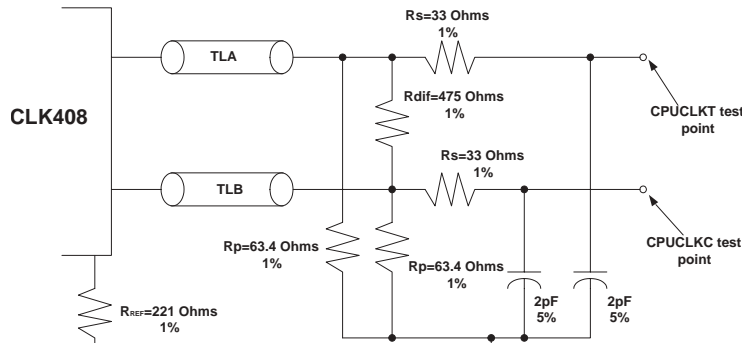 Rs=33 Ohms
1%
TLA
Rdif=475 Ohms
1%
CLK408
CPUCLKT test
point
Rs=33 Ohms
1%
TLB
Rp=63.4 Ohms
1%
Rp=63.4 Ohms
1%
CPUCLKC test
point
RREF=221 Ohms
1%
2pF
5%
2pF
5%